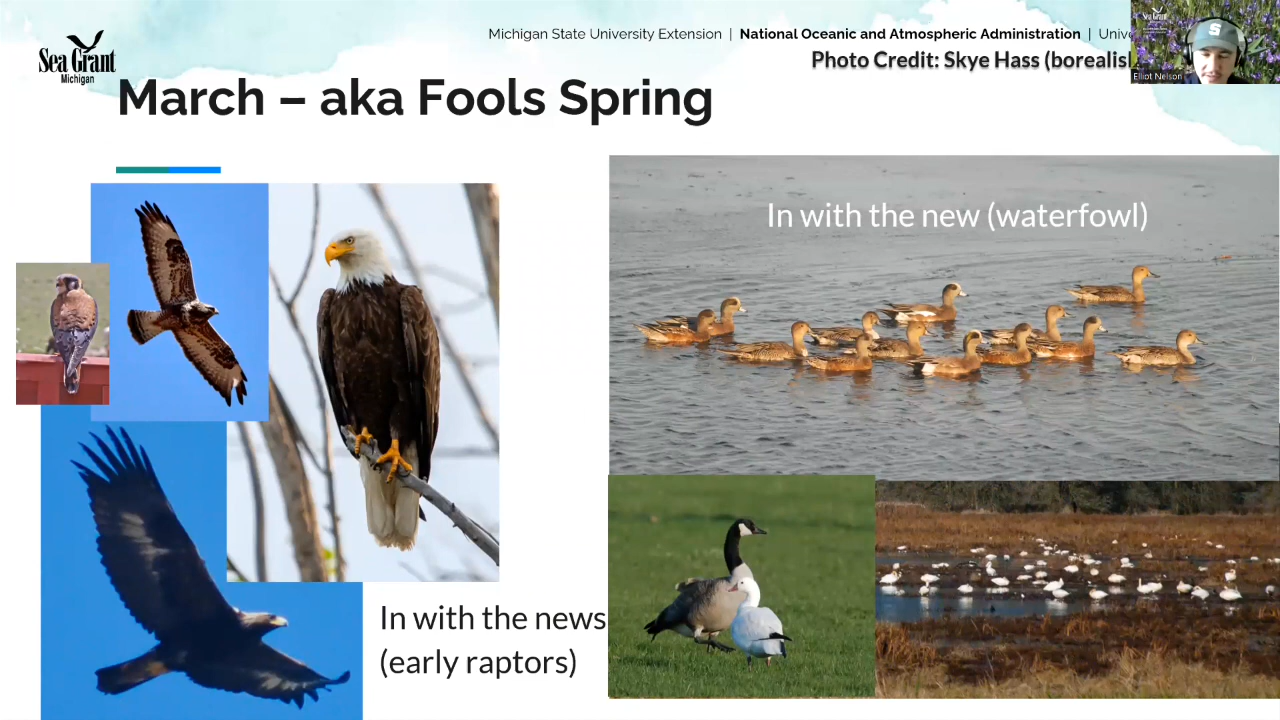 Sea Grant
Michigan
Michigan State University Extension | National Oceanic and Atmospheric Administration |
Photo Credit: Skye Hass
Elliot Nelson
March – aka Fools Spring
In with the new (waterfowl)
In with the news
(early raptors)